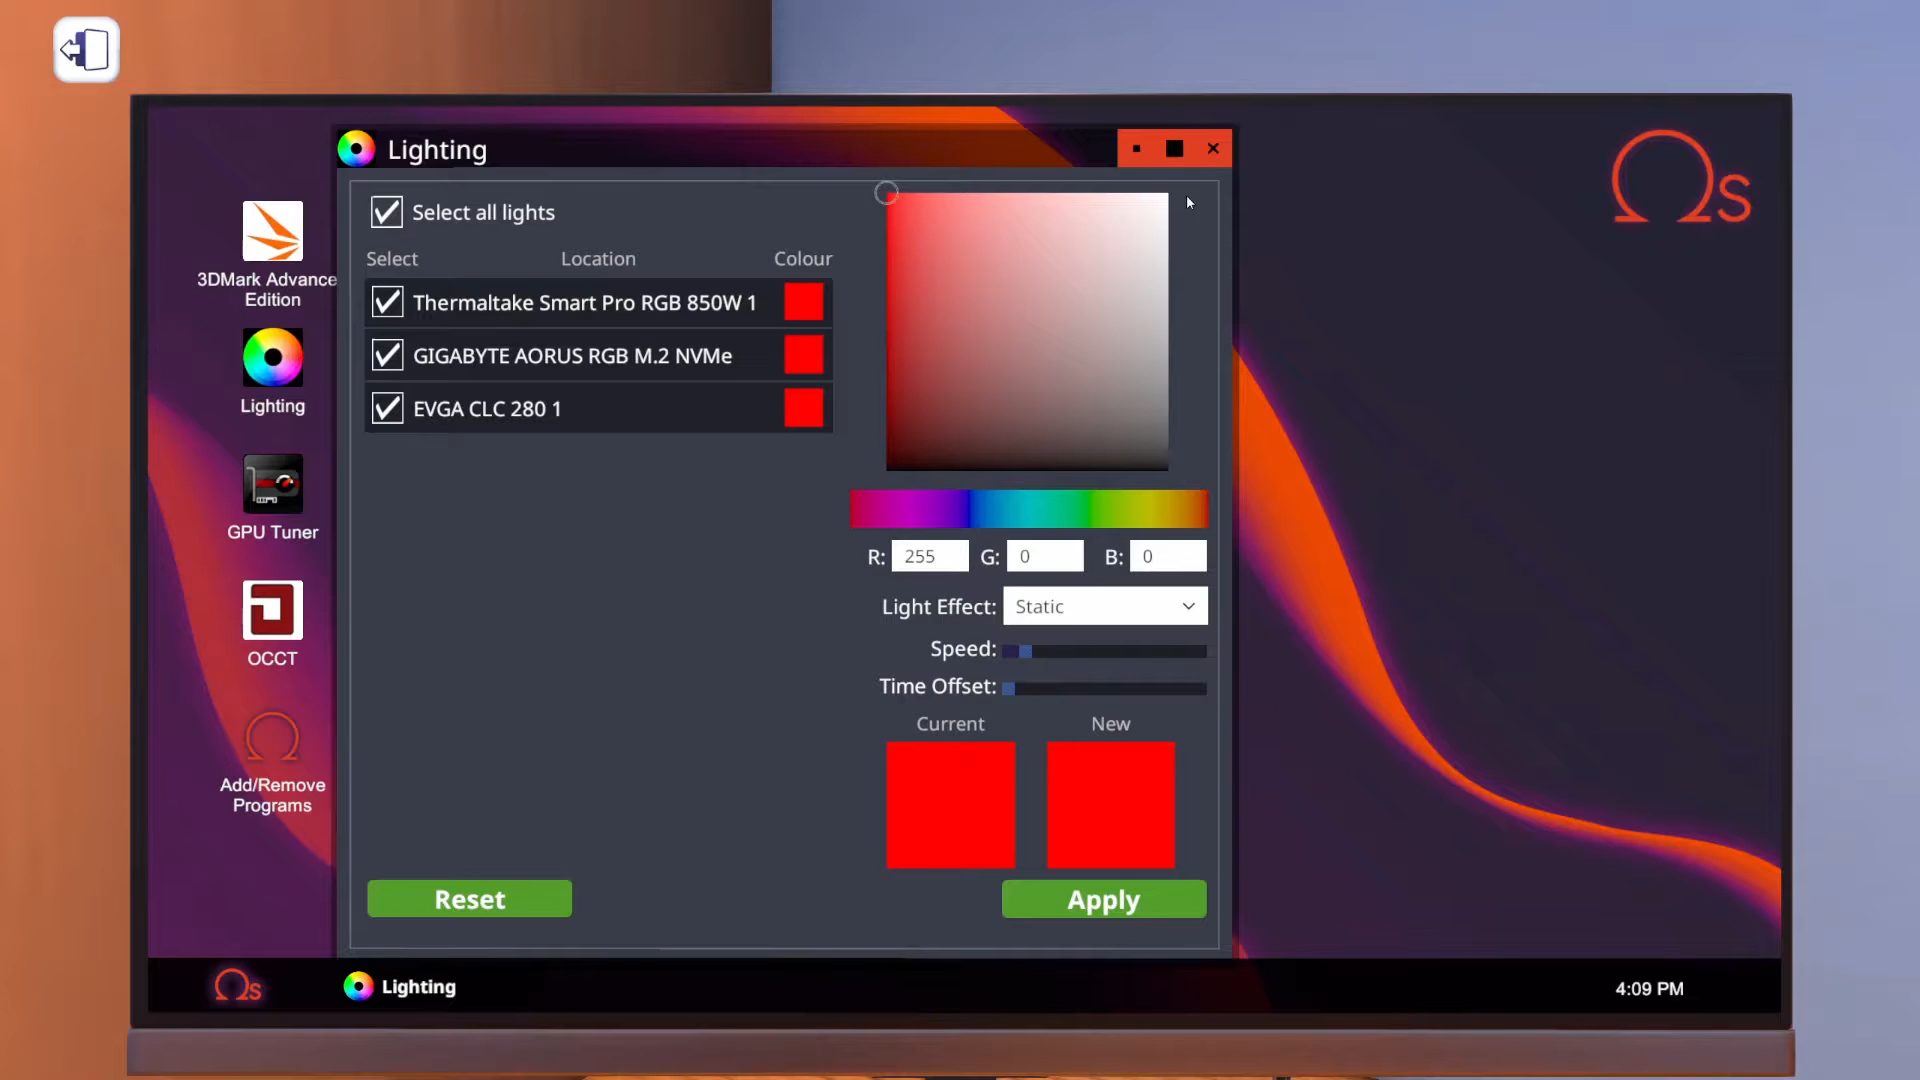 Lighting
Select all lights
Select Location Colour
Thermaltake Smart Pro RGB 850W 1
GIGABYTE AORUS RGB M.2 NVMe
EVGA CLC 280 1
R: 255 G: 0 B: 0
Light Effect: Static
Speed:
Time Offset:
Current New
Reset Apply
3DMark Advance
Edition
Lighting
GPU Tuner
OCCT
Add/Remove
Programs
Ωs
Ωs
Lighting
4:09 PM